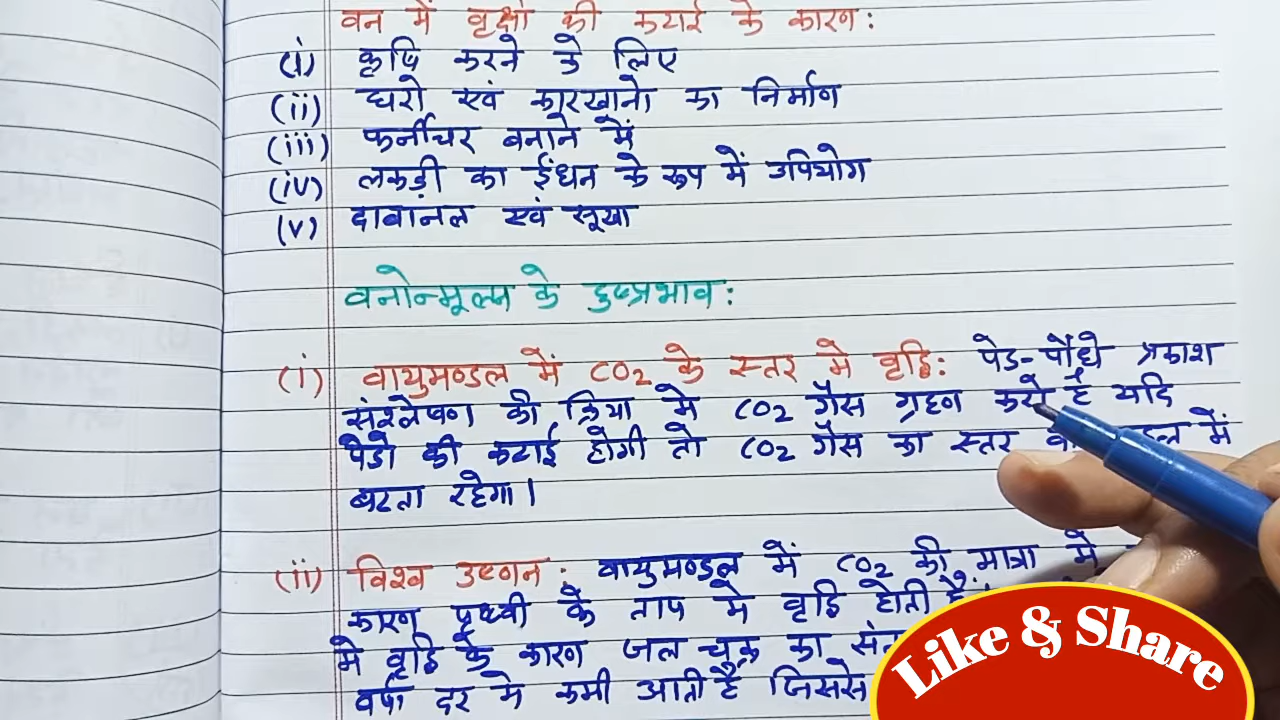 वन में वृक्षों की कटाई के कारण:
(i) कृषि करने के लिए
(ii) घरो एवं कारखानो का निर्माण
(iii) फर्नीचर बनाने में
(iv) लकड़ी का ईंधन के रूप में उपियोग
(v) दावानल एवं सूखा
वनोन्मूलन के दुष्प्रभाव:
(i) वायुमण्डल में CO₂ के स्तर मे वृद्धि: पेड-पौधे प्रकाश
संश्लेषण की क्रिया मे CO₂ गैस ग्रहण करते है यदि
पेडो की कटाई होगी तो CO₂ गैस का स्तर में
बढता रहेगा।
(ii) विश्व उष्णन: वायुमण्डल में CO₂ की मात्रा मे
कारण पृथ्वी के ताप मे वृद्धि होती है
मे वृद्धि के कारण जल चक्र का
वर्षा दर मे कमी आती है जिससे
Like & Share